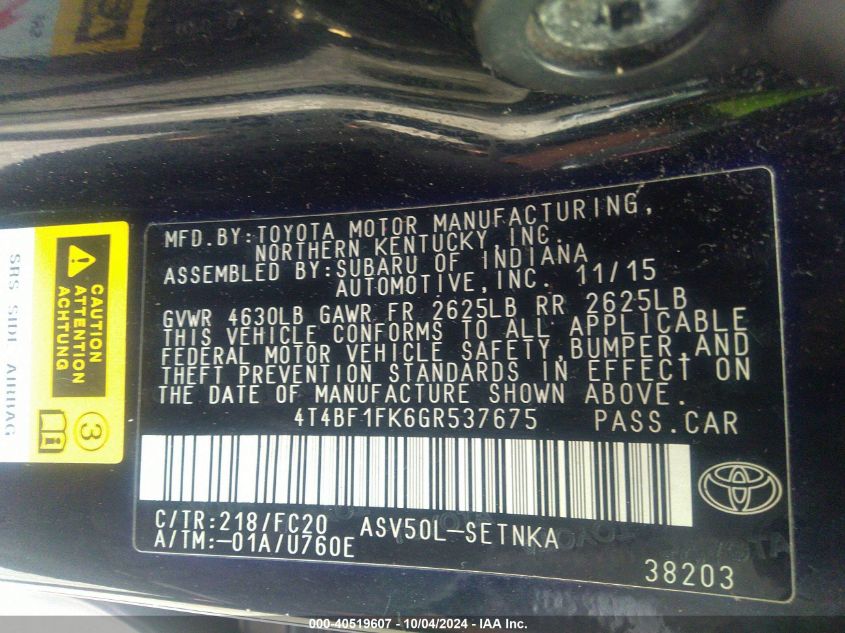 MFD.BY:TOYOTA MOTOR MANUFACTURING,
NORTHERN KENTUCKY,INC.
ASSEMBLED BY:SUBARU OF INDIANA
AUTOMOTIVE,INC. 11/15
GVWR 4630LB GAWR FR 2625LB RR 2625LB
THIS VEHICLE CONFORMS TO ALL APPLICABLE
FEDERAL MOTOR VEHICLE SAFETY,BUMPER,AND
THEFT PREVENTION STANDARDS IN EFFECT ON
THE DATE OF MANUFACTURE SHOWN ABOVE.
4T4BF1FK6GR537675 PASS.CAR
C/TR:218/FC20 ASV50L-SETNKA
A/TM:-01A/U760E
38203
CAUTION
ATTENTION
ACHTUNG
3
SRS SIDE AIRBAG
000-40519607 - 10/04/2024 - IAA Inc.